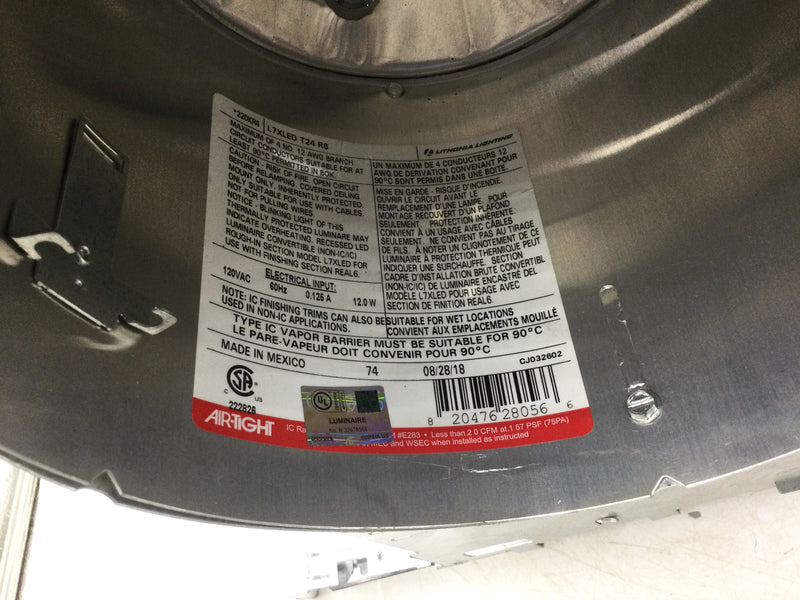 *220KR4 L7XLED T24 R6
LITHONIA LIGHTING
MAXIMUM OF 4 NO. 12 AWG BRANCH
CIRCUIT CONDUCTORS SUITABLE FOR AT
LEAST 90°C PERMITTED IN BOX.
CAUTION - RISK OF FIRE. OPEN CIRCUIT
BEFORE RELAMPING. COVERED CEILING
MOUNT ONLY. INHERENTLY PROTECTED.
ONLY SUITABLE FOR USE WITH CABLES.
NOT FOR PULLING WIRES.
NOTICE - BLINKING LIGHT OF THIS
THERMALLY PROTECTED LUMINAIRE MAY
INDICATE OVERHEATING. RECESSED LED
LUMINAIRE CONVERTIBLE (NON-IC/IC)
ROUGH-IN SECTION MODEL L7XLED FOR
USE WITH FINISHING SECTION REAL6.
UN MAXIMUM DE 4 CONDUCTEURS 12
AWG DE DERIVATION CONVENANT POUR
90°C SONT PERMIS DANS UNE BOITE.
MISE EN GARDE - RISQUE D'INCENDIE.
OUVRIR LE CIRCUIT AVANT LE
REMPLACEMENT D'UNE LAMPE. POUR
MONTAGE RECOUVERT D'UN PLAFOND
SEULEMENT. PROTECTION INHÉRENTE.
CONVIENT À UN USAGE AVEC CÂBLES
SEULEMENT. NE CONVIENT PAS AU TIRAGE
DE FILS. À NOTER UN CLIGNOTEMENT DE CE
LUMINAIRE À PROTECTION THERMIQUE PEUT
INDIQUER UNE SURCHAUFFE. SECTION
CADRE D'INSTALLATION BRUTE CONVERTIBL
(NON-IC/IC) DE LUMINAIRE ENCASTRÉ DEL
MODÈLE L7XLED POUR USAGE AVEC
SECTION DE FINITION REAL6.
ELECTRICAL INPUT:
120VAC 60Hz 0.126 A 12.0 W
NOTE: IC FINISHING TRIMS CAN ALSO BE
USED IN NON-IC APPLICATIONS.
SUITABLE FOR WET LOCATIONS
CONVIENT AUX EMPLACEMENTS MOUILLÉ
TYPE IC VAPOR BARRIER MUST BE SUITABLE FOR 90°C
LE PARE-VAPEUR DOIT CONVENIR POUR 90°C
MADE IN MEXICO 74 08/28/18 CJ032602
SA
C US
222826
UL
LUMINAIRE
8 20476 28056 6
AIR-TIGHT
IC Ra
#E283 • Less than 2.0 CFM at 1.57 PSF (75PA)
and WSEC when installed as instructed